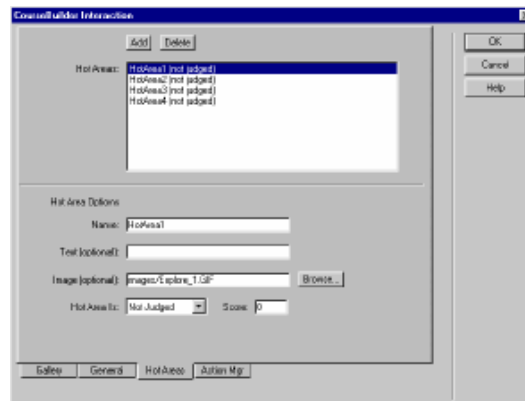 CourseBuilder Interaction
Add Delete
OK
Cancel
Help
Hot Areas:
HotArea1 (not judged)
HotArea2 (not judged)
HotArea3 (not judged)
HotArea4 (not judged)
Hot Area Options
Name: HotArea1
Text (optional):
Image (optional): images/Explore_1.GIF Browse...
Hot Area Is: Not Judged Score: 0
Gallery General Hot Areas Action Mgr